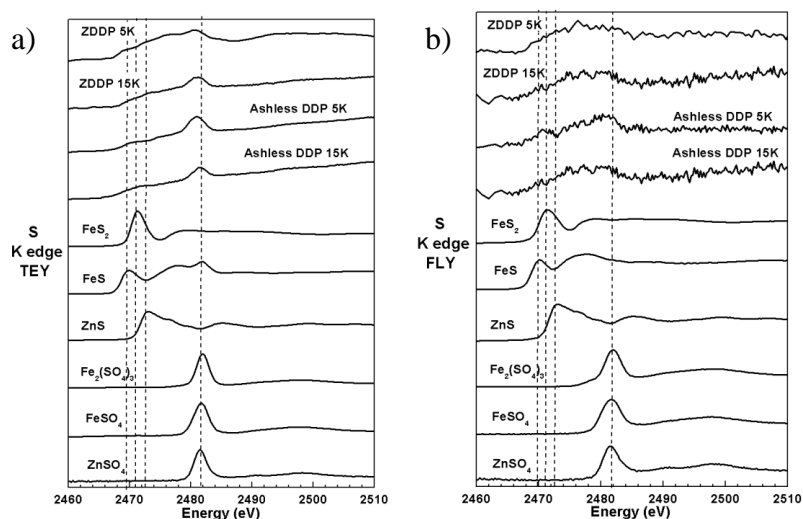 a)
ZDDP 5K
ZDDP 15K
Ashless DDP 5K
Ashless DDP 15K
FeS2
S
K edge
TEY
FeS
ZnS
Fe2(SO4)3
FeSO4
ZnSO4
2460 2470 2480 2490 2500 2510
Energy (eV)
b)
ZDDP 5K
ZDDP 15K
Ashless DDP 5K
Ashless DDP 15K
FeS2
S
K edge
FLY
FeS
ZnS
Fe2(SO4)3
FeSO4
ZnSO4
2460 2470 2480 2490 2500 2510
Energy (eV)